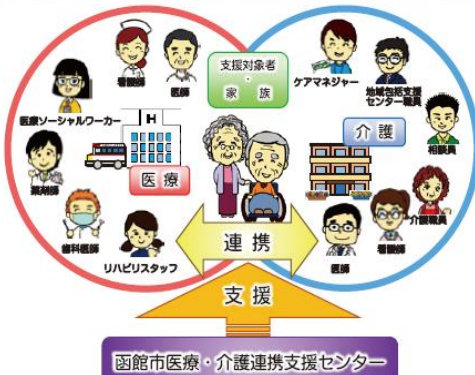 支援対象者
・
家 族
看護師
医師
医療ソーシャルワーカー
薬剤師
歯科医師
リハビリスタッフ
H
医 療
ケアマネジャー
地域包括支援
センター職員
相談員
介 護
介護職員
看護師
医師
連 携
支 援
函館市医療・介護連携支援センター